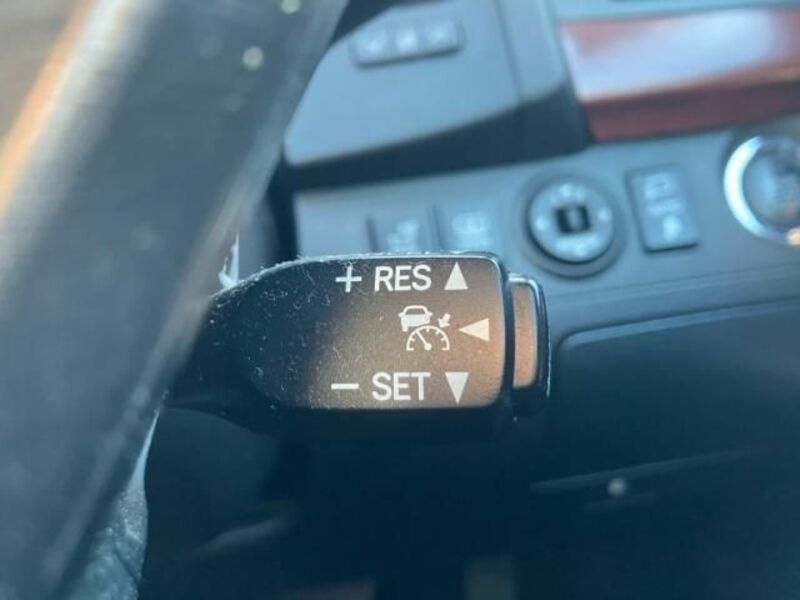 + RES ▲
◀
− SET ▼